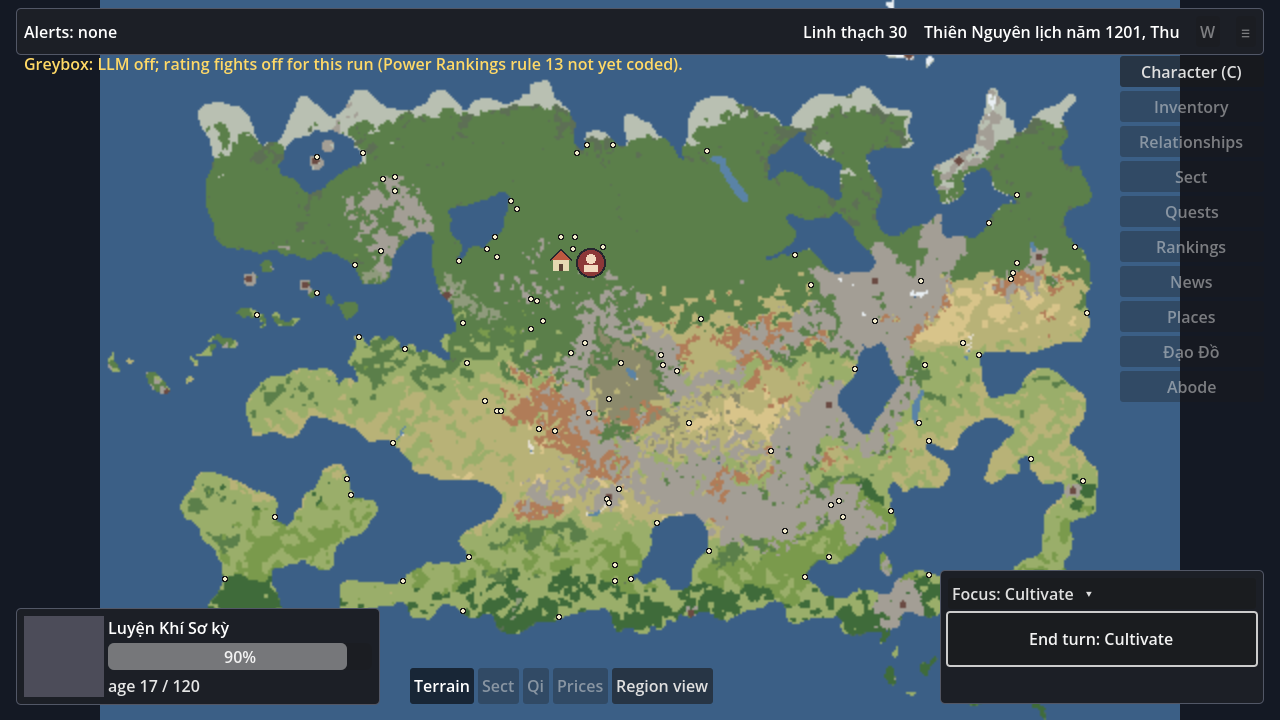 Alerts: none
Linh thạch 30 Thiên Nguyên lịch năm 1201, Thu W ≡
Greybox: LLM off; rating fights off for this run (Power Rankings rule 13 not yet coded).
Character (C)
Inventory
Relationships
Sect
Quests
Rankings
News
Places
Đạo Đồ
Abode
Focus: Cultivate ▾
End turn: Cultivate
Luyện Khí Sơ kỳ
90%
age 17 / 120
Terrain Sect Qi Prices Region view